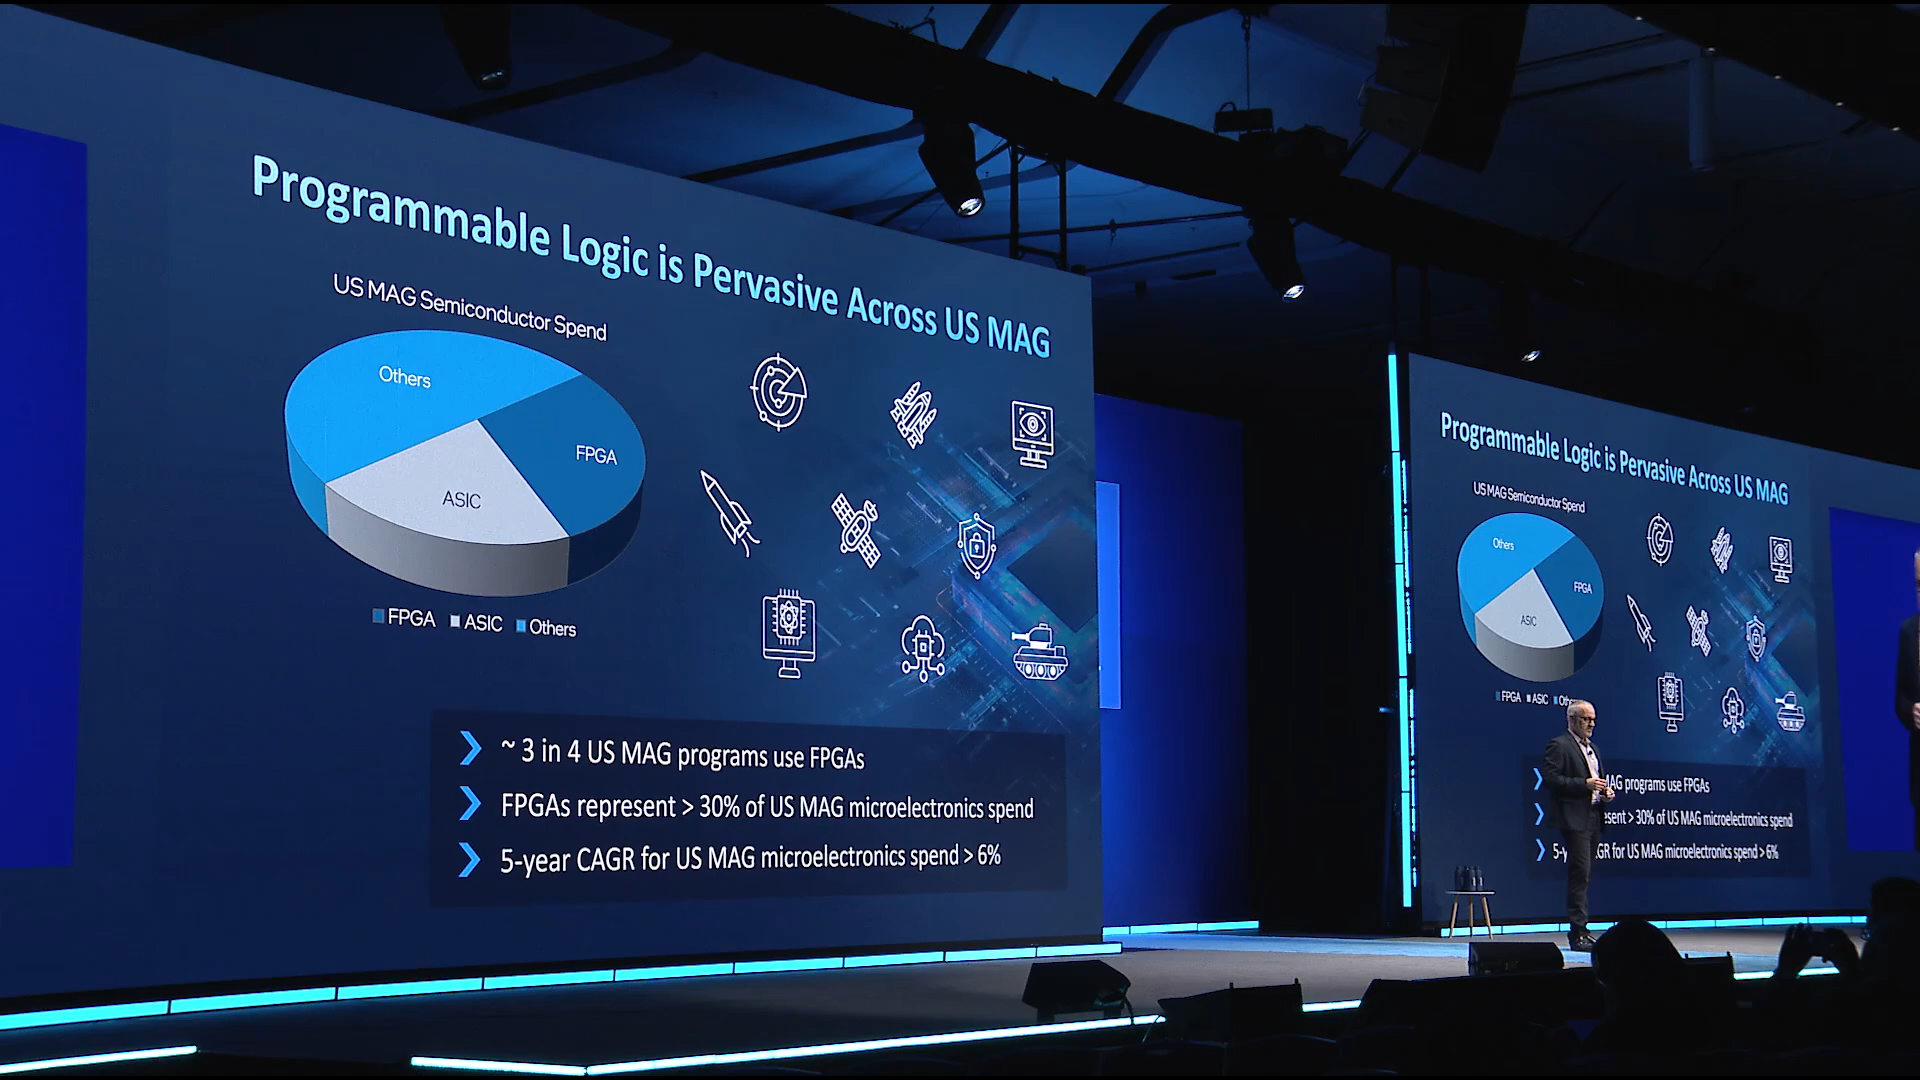 Programmable Logic is Pervasive Across US MAG
US MAG Semiconductor Spend
Others
FPGA
ASIC
FPGA ASIC Others
~ 3 in 4 US MAG programs use FPGAs
FPGAs represent > 30% of US MAG microelectronics spend
5-year CAGR for US MAG microelectronics spend > 6%
Programmable Logic is Pervasive Across US MAG
US MAG Semiconductor Spend
Others
FPGA
ASIC
FPGA ASIC
MAG programs use FPGAs
> 30% of US MAG microelectronics spend
for US MAG microelectronics spend > 6%